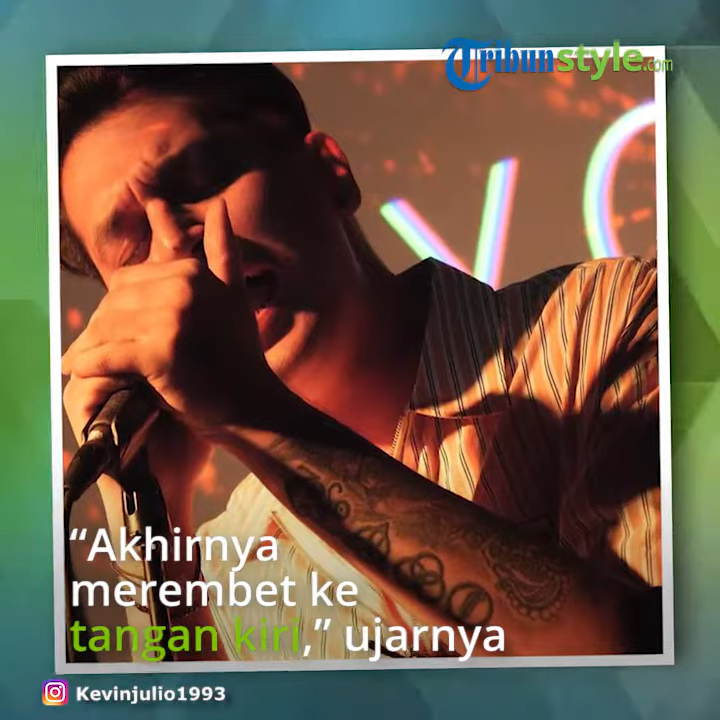 Tribunstyle.com
"Akhirnya
merembet ke
tangan kiri," ujarnya
Kevinjulio1993